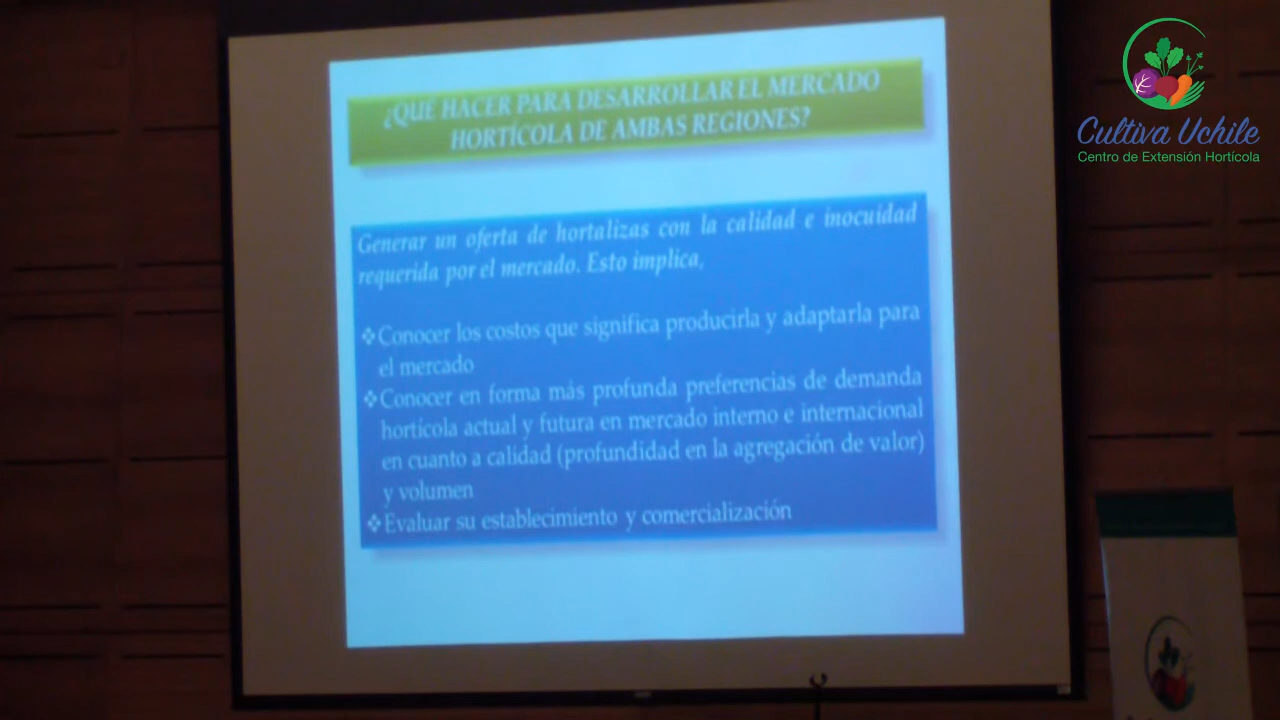 ¿QUÉ HACER PARA DESARROLLAR EL MERCADO
HORTÍCOLA DE AMBAS REGIONES?
Generar un oferta de hortalizas con la calidad e inocuidad
requerida por el mercado. Esto implica,
❖Conocer los costos que significa producirla y adaptarla para
el mercado
❖Conocer en forma más profunda preferencias de demanda
hortícola actual y futura en mercado interno e internacional
en cuanto a calidad (profundidad en la agregación de valor)
y volumen
❖Evaluar su establecimiento y comercialización
Cultiva Uchile
Centro de Extensión Hortícola